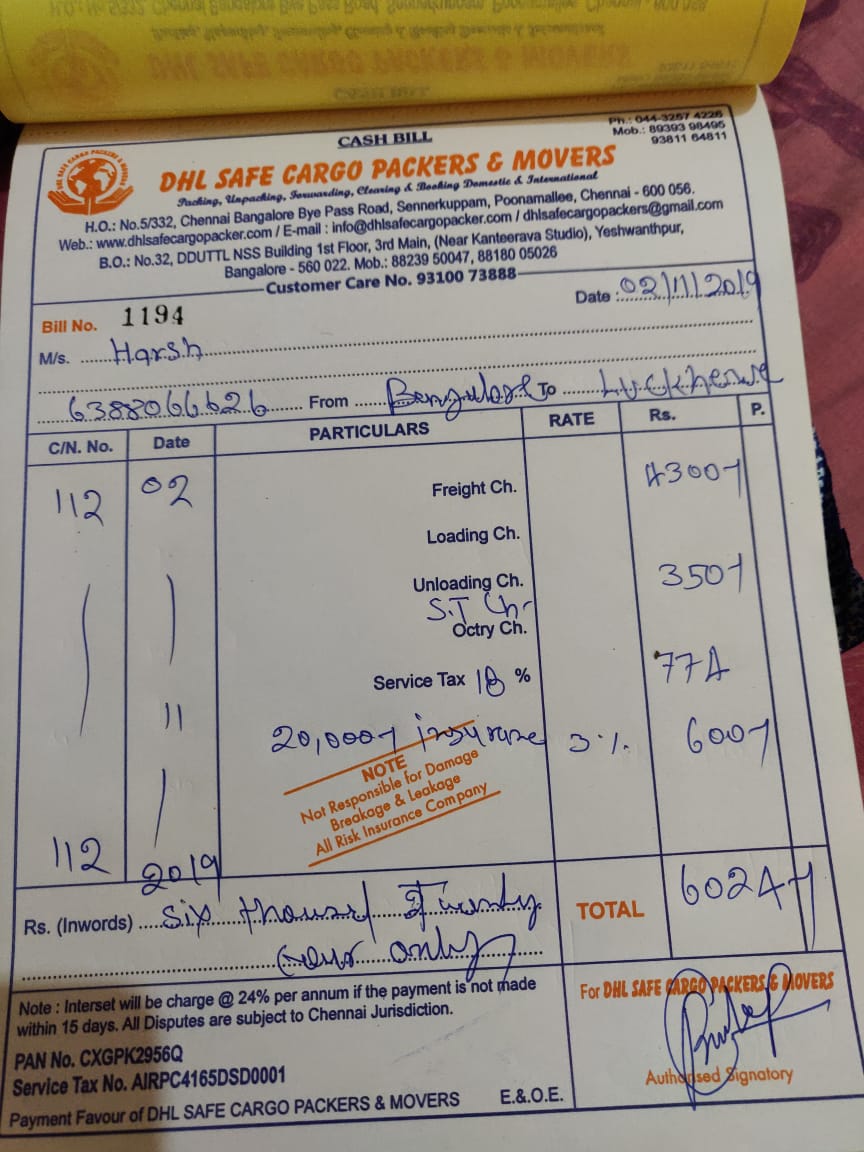 CASH BILL
Ph.: 044-3257 4226
Mob.: 89393 98495
93811 64811
DHL SAFE CARGO PACKERS & MOVERS
Packing, Unpacking, Forwarding, Clearing & Booking Domestic & International
H.O.: No.5/332, Chennai Bangalore Bye Pass Road, Sennerkuppam, Poonamallee, Chennai - 600 056.
Web.: www.dhlsafecargopacker.com / E-mail : info@dhlsafecargopacker.com / dhlsafecargopackers@gmail.com
B.O.: No.32, DDUTTL NSS Building 1st Floor, 3rd Main, (Near Kanteerava Studio), Yeshwanthpur,
Bangalore - 560 022. Mob.: 88239 50047, 88180 05026
Customer Care No. 93100 73888
Bill No. 1194 Date : 02/11/2019
M/s. Harsh
6388066626 From Bengulore To Luckhenwe
C/N. No. Date PARTICULARS RATE Rs. P.
112 02 Freight Ch. 4300/
Loading Ch.
Unloading Ch. 350/
S.T Ch-
Octry Ch.
Service Tax 18 % 774
11 20,000/ insurance 3% 600/
NOTE
Not Responsible for Damage
Breakage & Leakage
All Risk Insurance Company
112 2019
Rs. (Inwords) six thousand Twenty TOTAL 6024/
four only
Note : Interset will be charge @ 24% per annum if the payment is not made
within 15 days. All Disputes are subject to Chennai Jurisdiction.
For DHL SAFE CARGO PACKERS & MOVERS
PAN No. CXGPK2956Q
Service Tax No. AIRPC4165DSD0001
Authorised Signatory
Payment Favour of DHL SAFE CARGO PACKERS & MOVERS E.&.O.E.